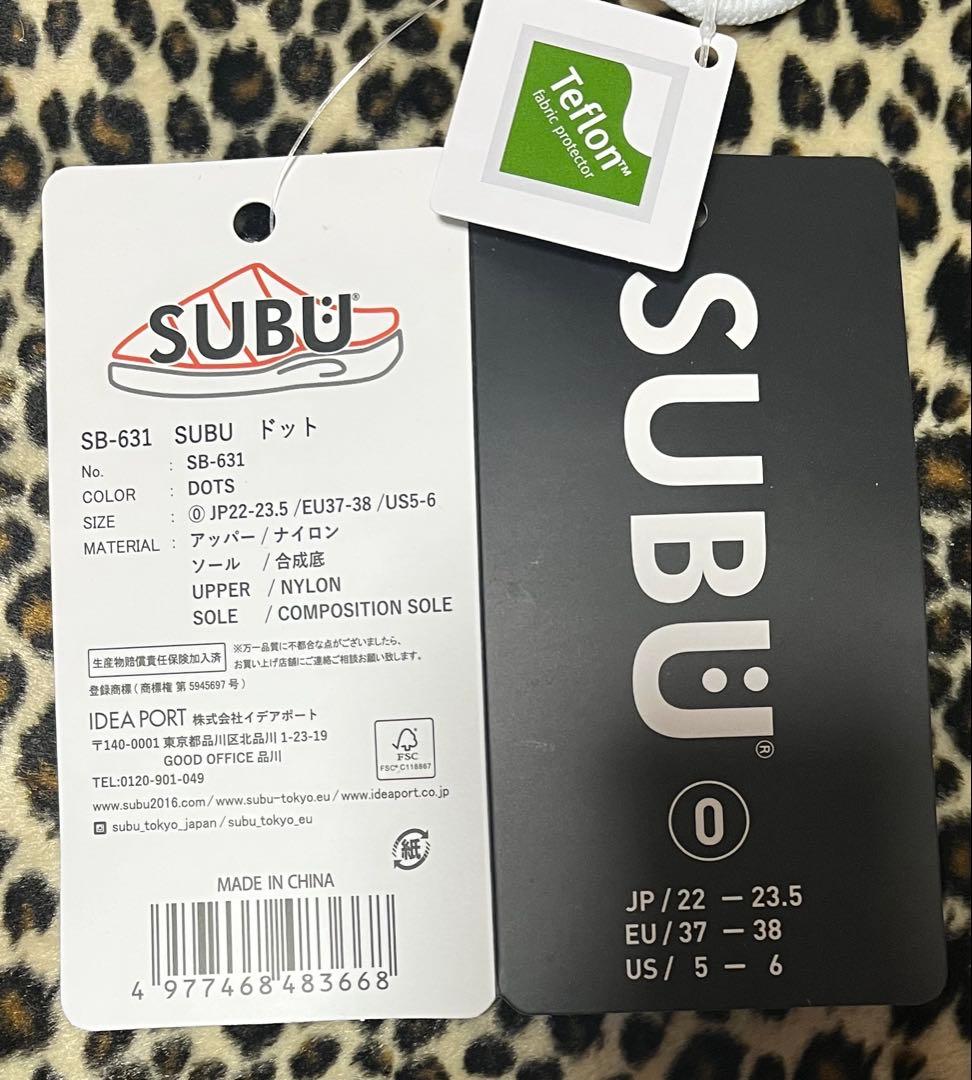 SUBU®
SB-631 SUBU ドット
No. : SB-631
COLOR : DOTS
SIZE : ⓪ JP22-23.5 /EU37-38 /US5-6
MATERIAL : アッパー / ナイロン
ソール / 合成底
UPPER / NYLON
SOLE / COMPOSITION SOLE
生産物賠償責任保険加入済
※万一品質に不都合な点がございましたら、
お買い上げ店舗にご連絡ご相談お願い致します。
登録商標 ( 商標権 第 5945697 号 )
IDEA PORT 株式会社イデアポート
〒140-0001 東京都品川区北品川 1-23-19
GOOD OFFICE 品川
TEL:0120-901-049
FSC
FSC® C118867
www.subu2016.com / www.subu-tokyo.eu / www.ideaport.co.jp
subu_tokyo_japan / subu_tokyo_eu
紙
MADE IN CHINA
4 977468 483668
Teflon™
fabric protector
SUBÜ®
0
JP / 22 — 23.5
EU / 37 — 38
US / 5 — 6